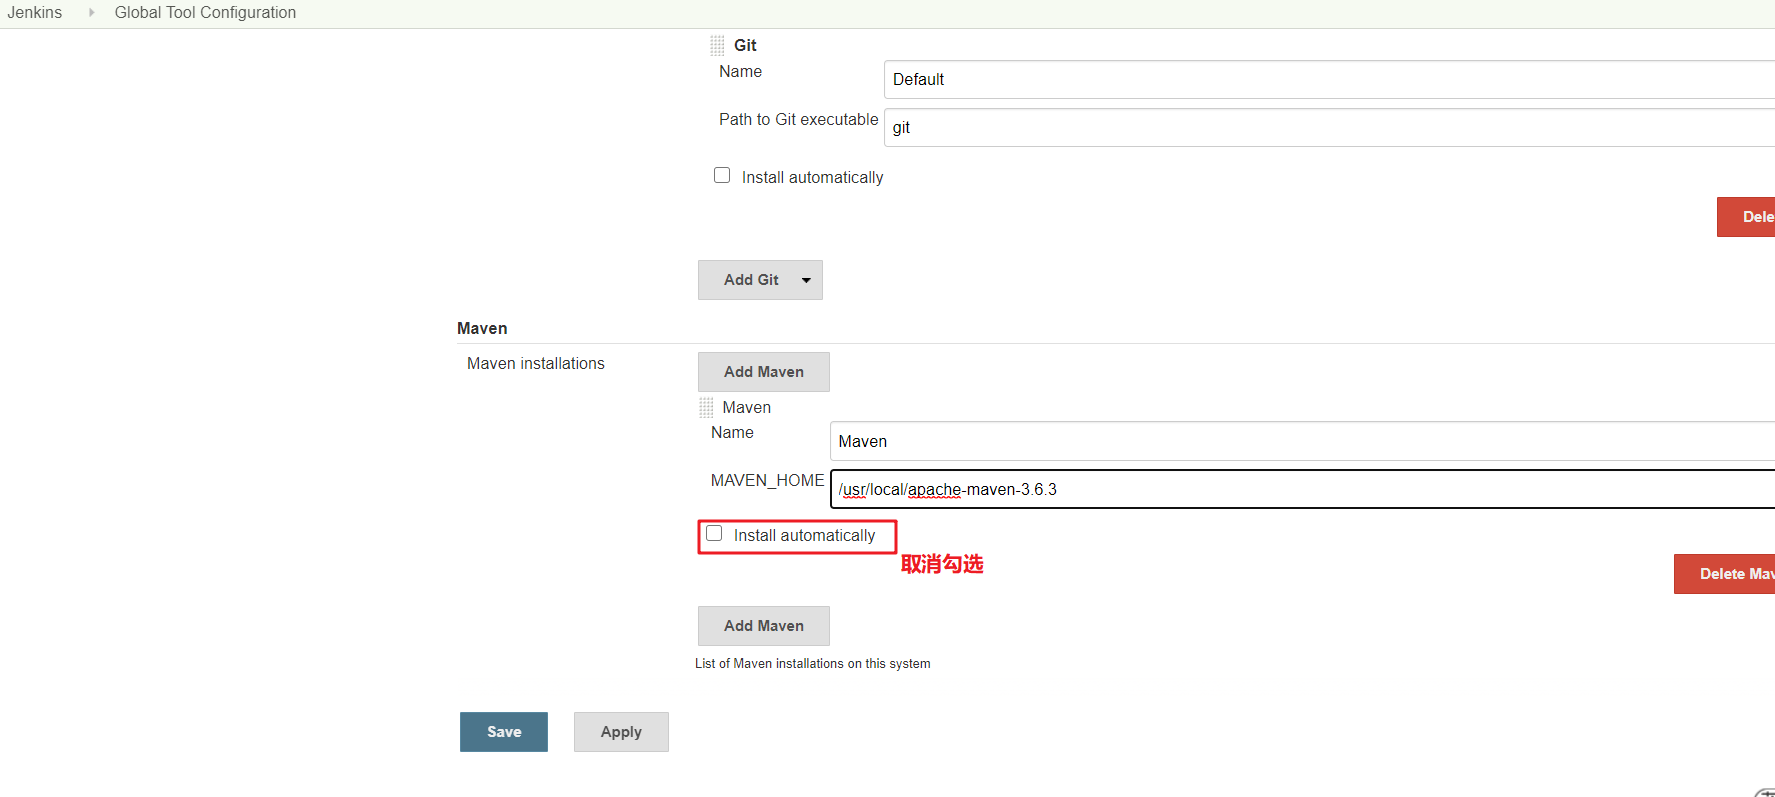 Jenkins Global Tool Configuration
Git
Name
Default
Path to Git executable
git
Install automatically
Dele
Add Git
Maven
Maven installations
Add Maven
Maven
Name
Maven
MAVEN_HOME
/usr/local/apache-maven-3.6.3
Install automatically
取消勾选
Delete Mav
Add Maven
List of Maven installations on this system
Save
Apply